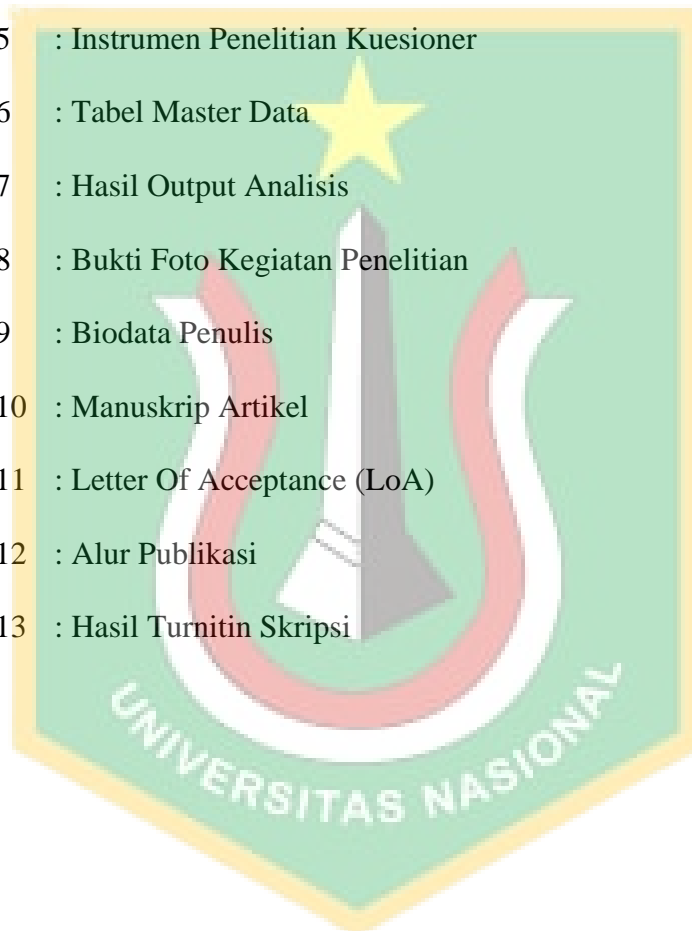 5 : Instrumen Penelitian Kuesioner
6 : Tabel Master Data
7 : Hasil Output Analisis
8 : Bukti Foto Kegiatan Penelitian
9 : Biodata Penulis
10 : Manuskrip Artikel
11 : Letter Of Acceptance (LoA)
12 : Alur Publikasi
13 : Hasil Turnitin Skripsi
UNIVERSITAS NASIONAL